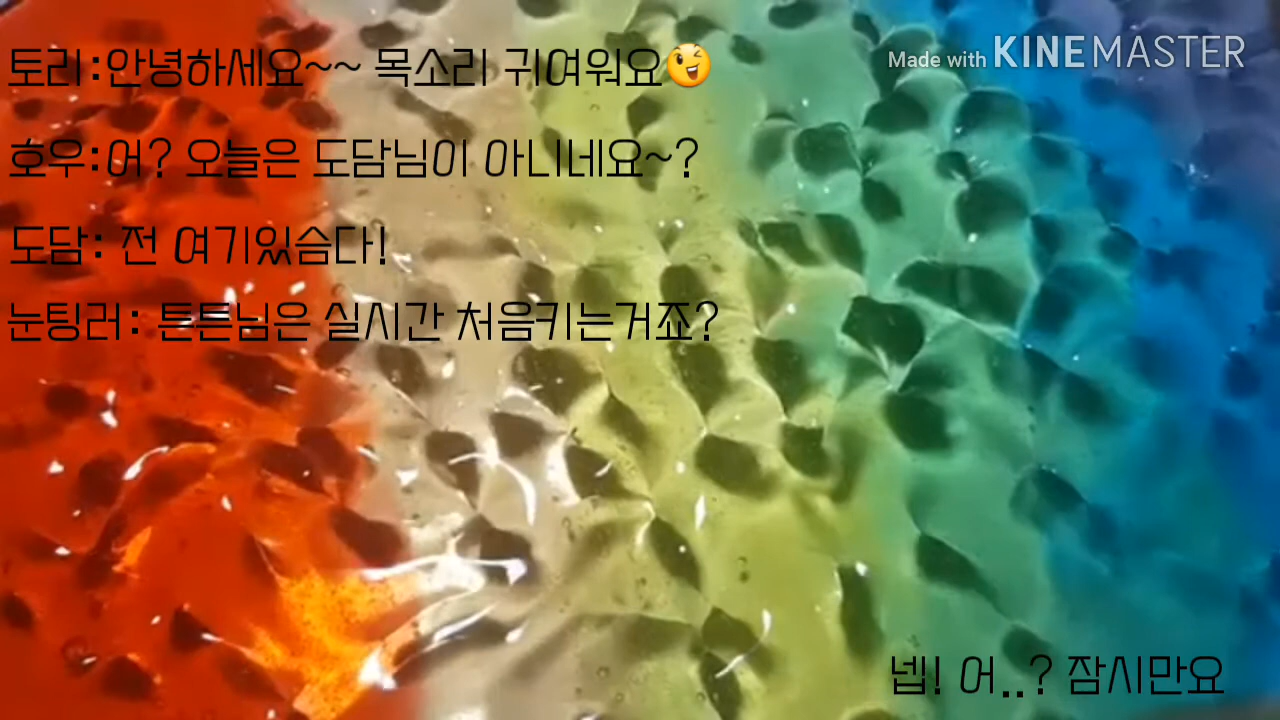 토리:안녕하세요~~ 목소리 귀여워요😉
Made with KINEMASTER
호우:어? 오늘은 도담님이 아니네요~?
도담: 전 여기있슴다!
눈팅러: 튼튼님은 실시간 처음키는거죠?
넵! 어..? 잠시만요